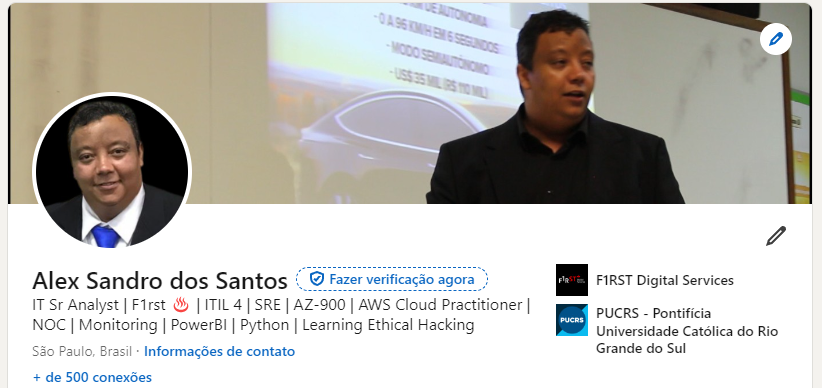 DE AUTONOMIA
- 0 A 96 KM/H EM 6 SEGUNDOS
- MODO SEMIAUTÔNOMO
- US$ 35 MIL (R$ 110 MIL)
Alex Sandro dos Santos
Fazer verificação agora
IT Sr Analyst | F1rst ♨️ | ITIL 4 | SRE | AZ-900 | AWS Cloud Practitioner |
NOC | Monitoring | PowerBI | Python | Learning Ethical Hacking
São Paulo, Brasil · Informações de contato
+ de 500 conexões
F1RST
F1RST Digital Services
PUCRS
PUCRS - Pontifícia
Universidade Católica do Rio
Grande do Sul